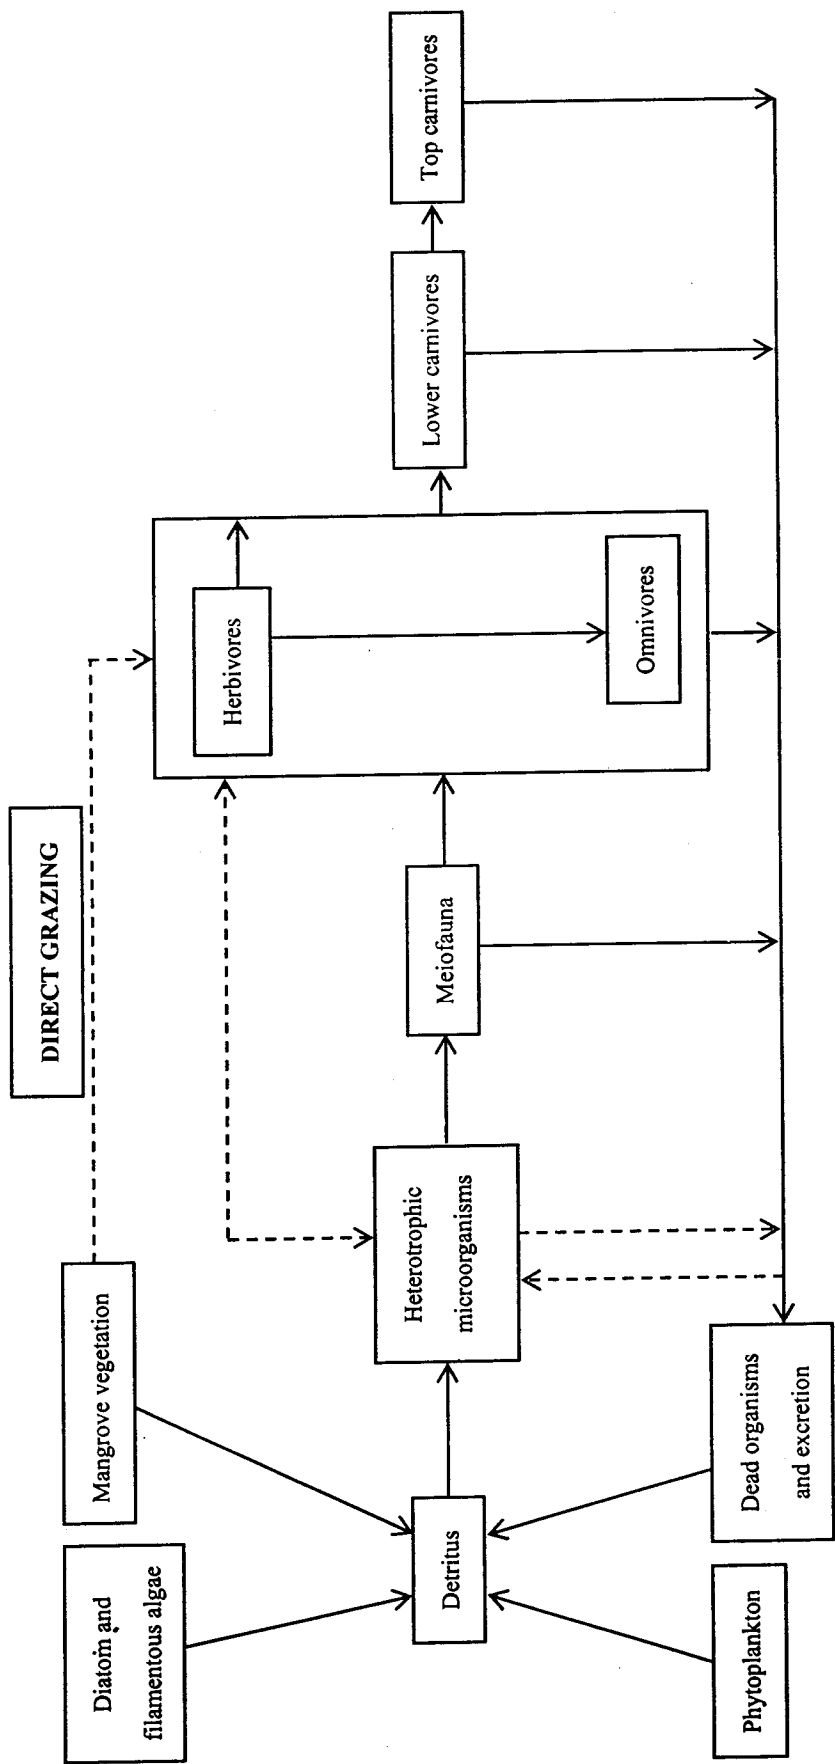 DIRECT GRAZING
Diatom and
filamentous algae
Mangrove vegetation
Detritus
Phytoplankton
Dead organisms
and excretion
Heterotrophic
microorganisms
Meiofauna
Herbivores
Omnivores
Lower carnivores
Top carnivores